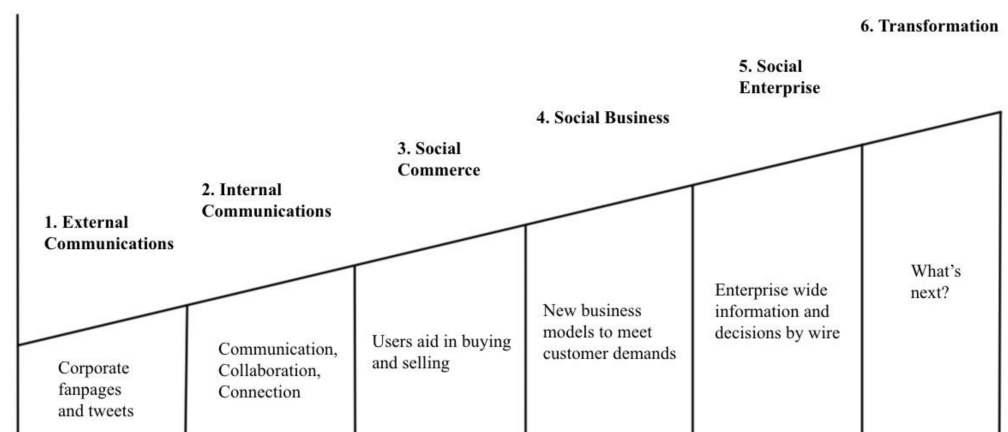 1. External
Communications
2. Internal
Communications
3. Social
Commerce
4. Social Business
5. Social
Enterprise
6. Transformation
Corporate
fanpages
and tweets
Communication,
Collaboration,
Connection
Users aid in buying
and selling
New business
models to meet
customer demands
Enterprise wide
information and
decisions by wire
What’s
next?